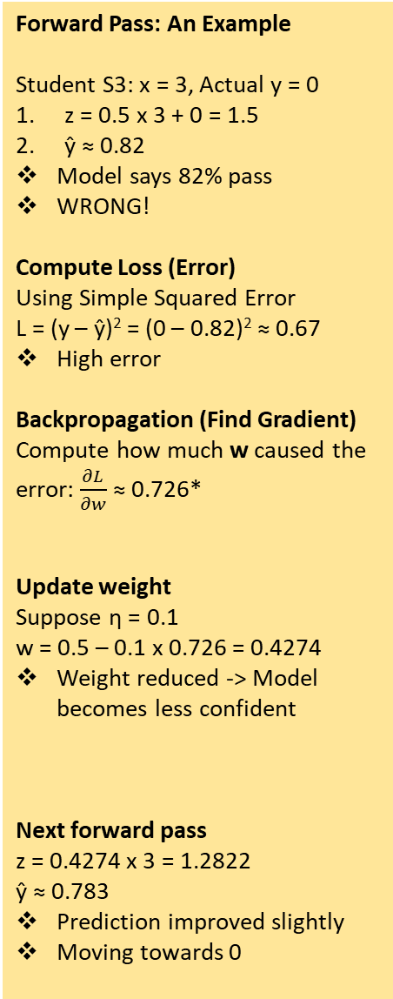 Forward Pass: An Example
Student S3: x = 3, Actual y = 0
1. z = 0.5 x 3 + 0 = 1.5
2. ŷ ≈ 0.82
❖ Model says 82% pass
❖ WRONG!
Compute Loss (Error)
Using Simple Squared Error
L = (y – ŷ)² = (0 – 0.82)² ≈ 0.67
❖ High error
Backpropagation (Find Gradient)
Compute how much w caused the
error: ∂L/∂w ≈ 0.726*
Update weight
Suppose η = 0.1
w = 0.5 – 0.1 x 0.726 = 0.4274
❖ Weight reduced -> Model
becomes less confident
Next forward pass
z = 0.4274 x 3 = 1.2822
ŷ ≈ 0.783
❖ Prediction improved slightly
❖ Moving towards 0